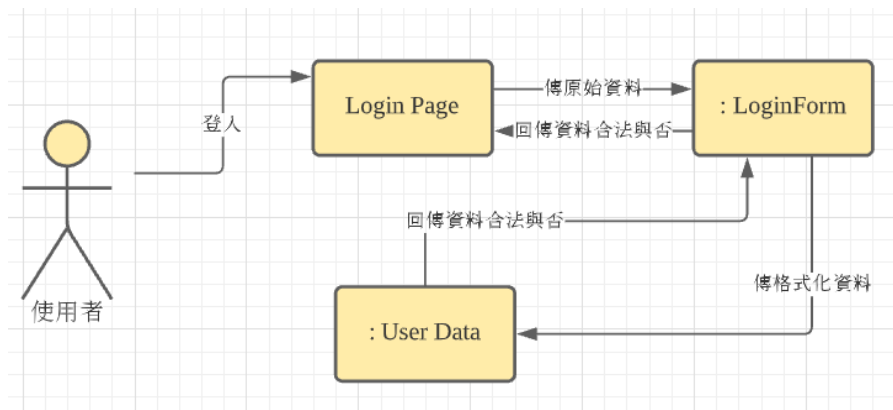 Login Page
傳原始資料
: LoginForm
登入
回傳資料合法與否
回傳資料合法與否
傳格式化資料
使用者
: User Data